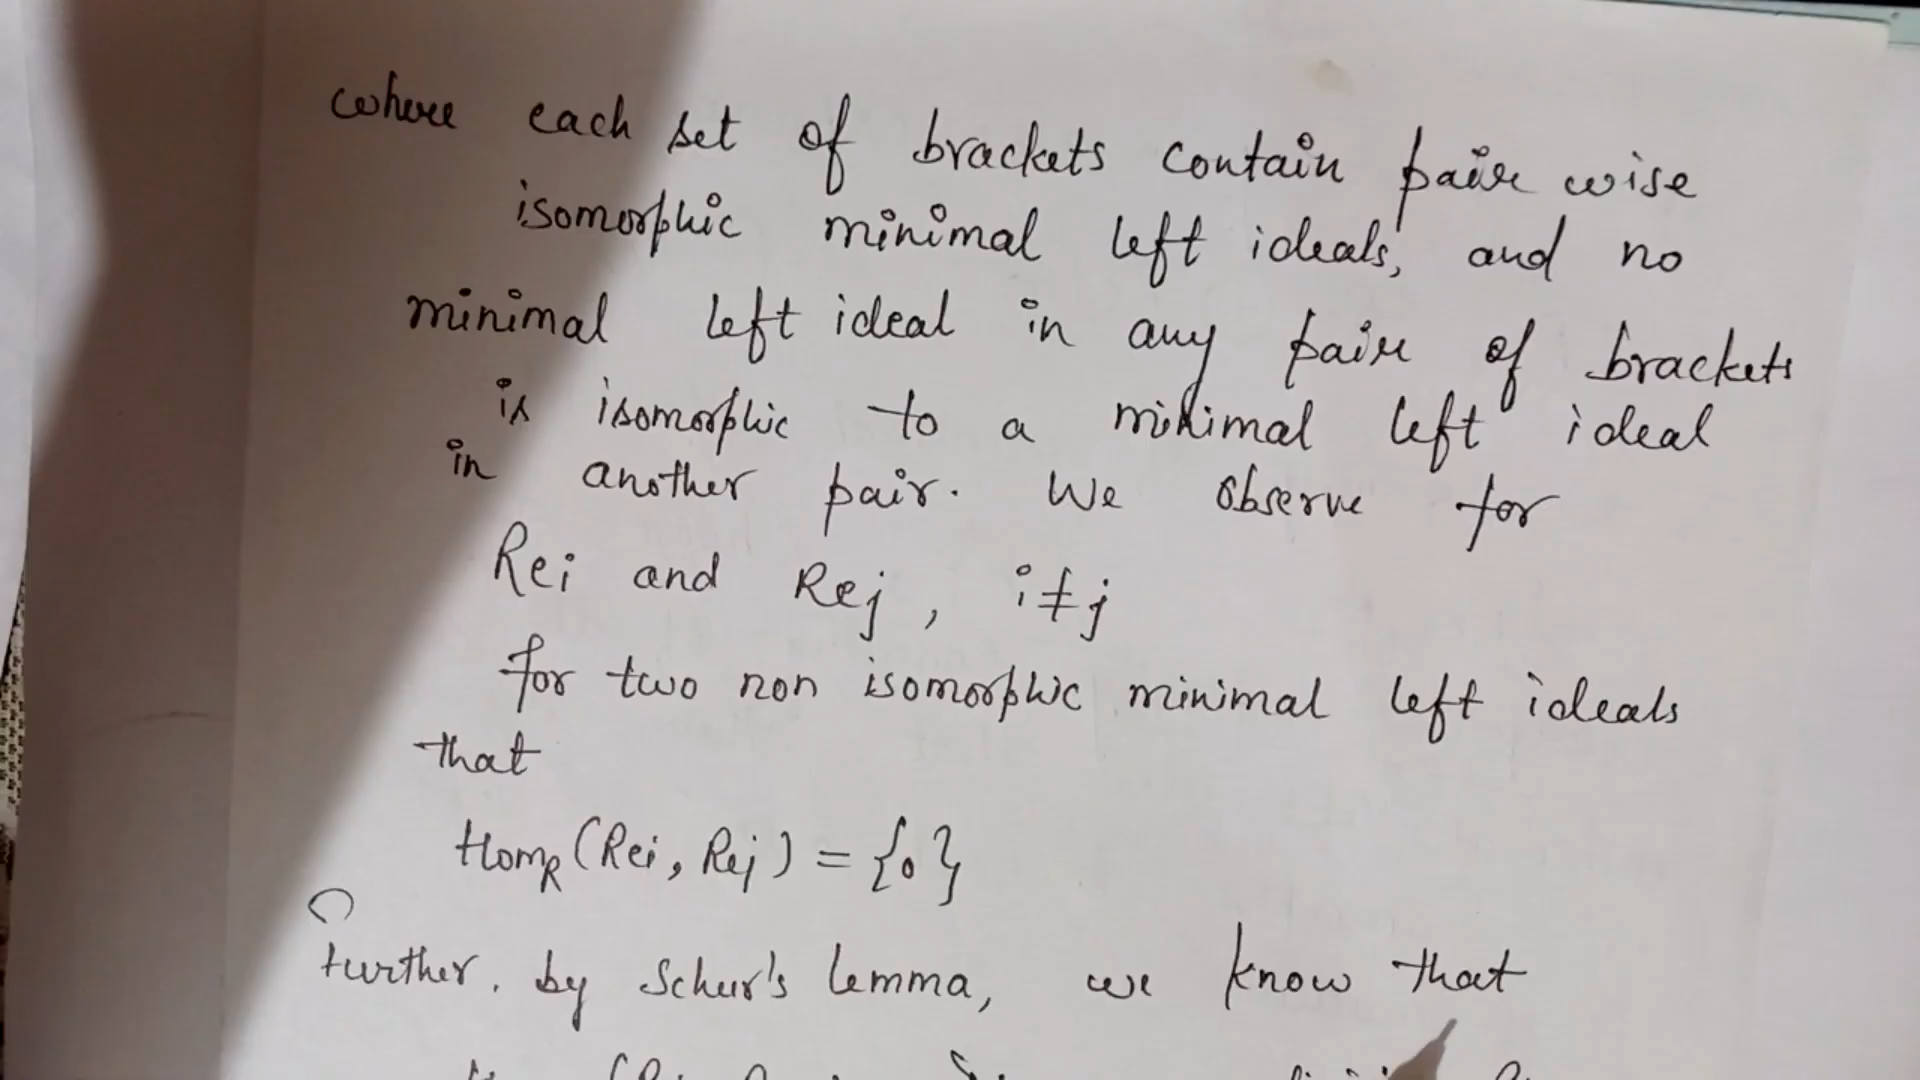 where each set of brackets contain pair wise
isomorphic minimal left ideals, and no
minimal left ideal in any pair of brackets
is isomorphic to a minimal left ideal
in another pair. We observe for
Rei and Rej, i≠j
for two non isomorphic minimal left ideals
that
Hom_R (Rei, Rej) = {0}
Further, by Schur's lemma, we know that